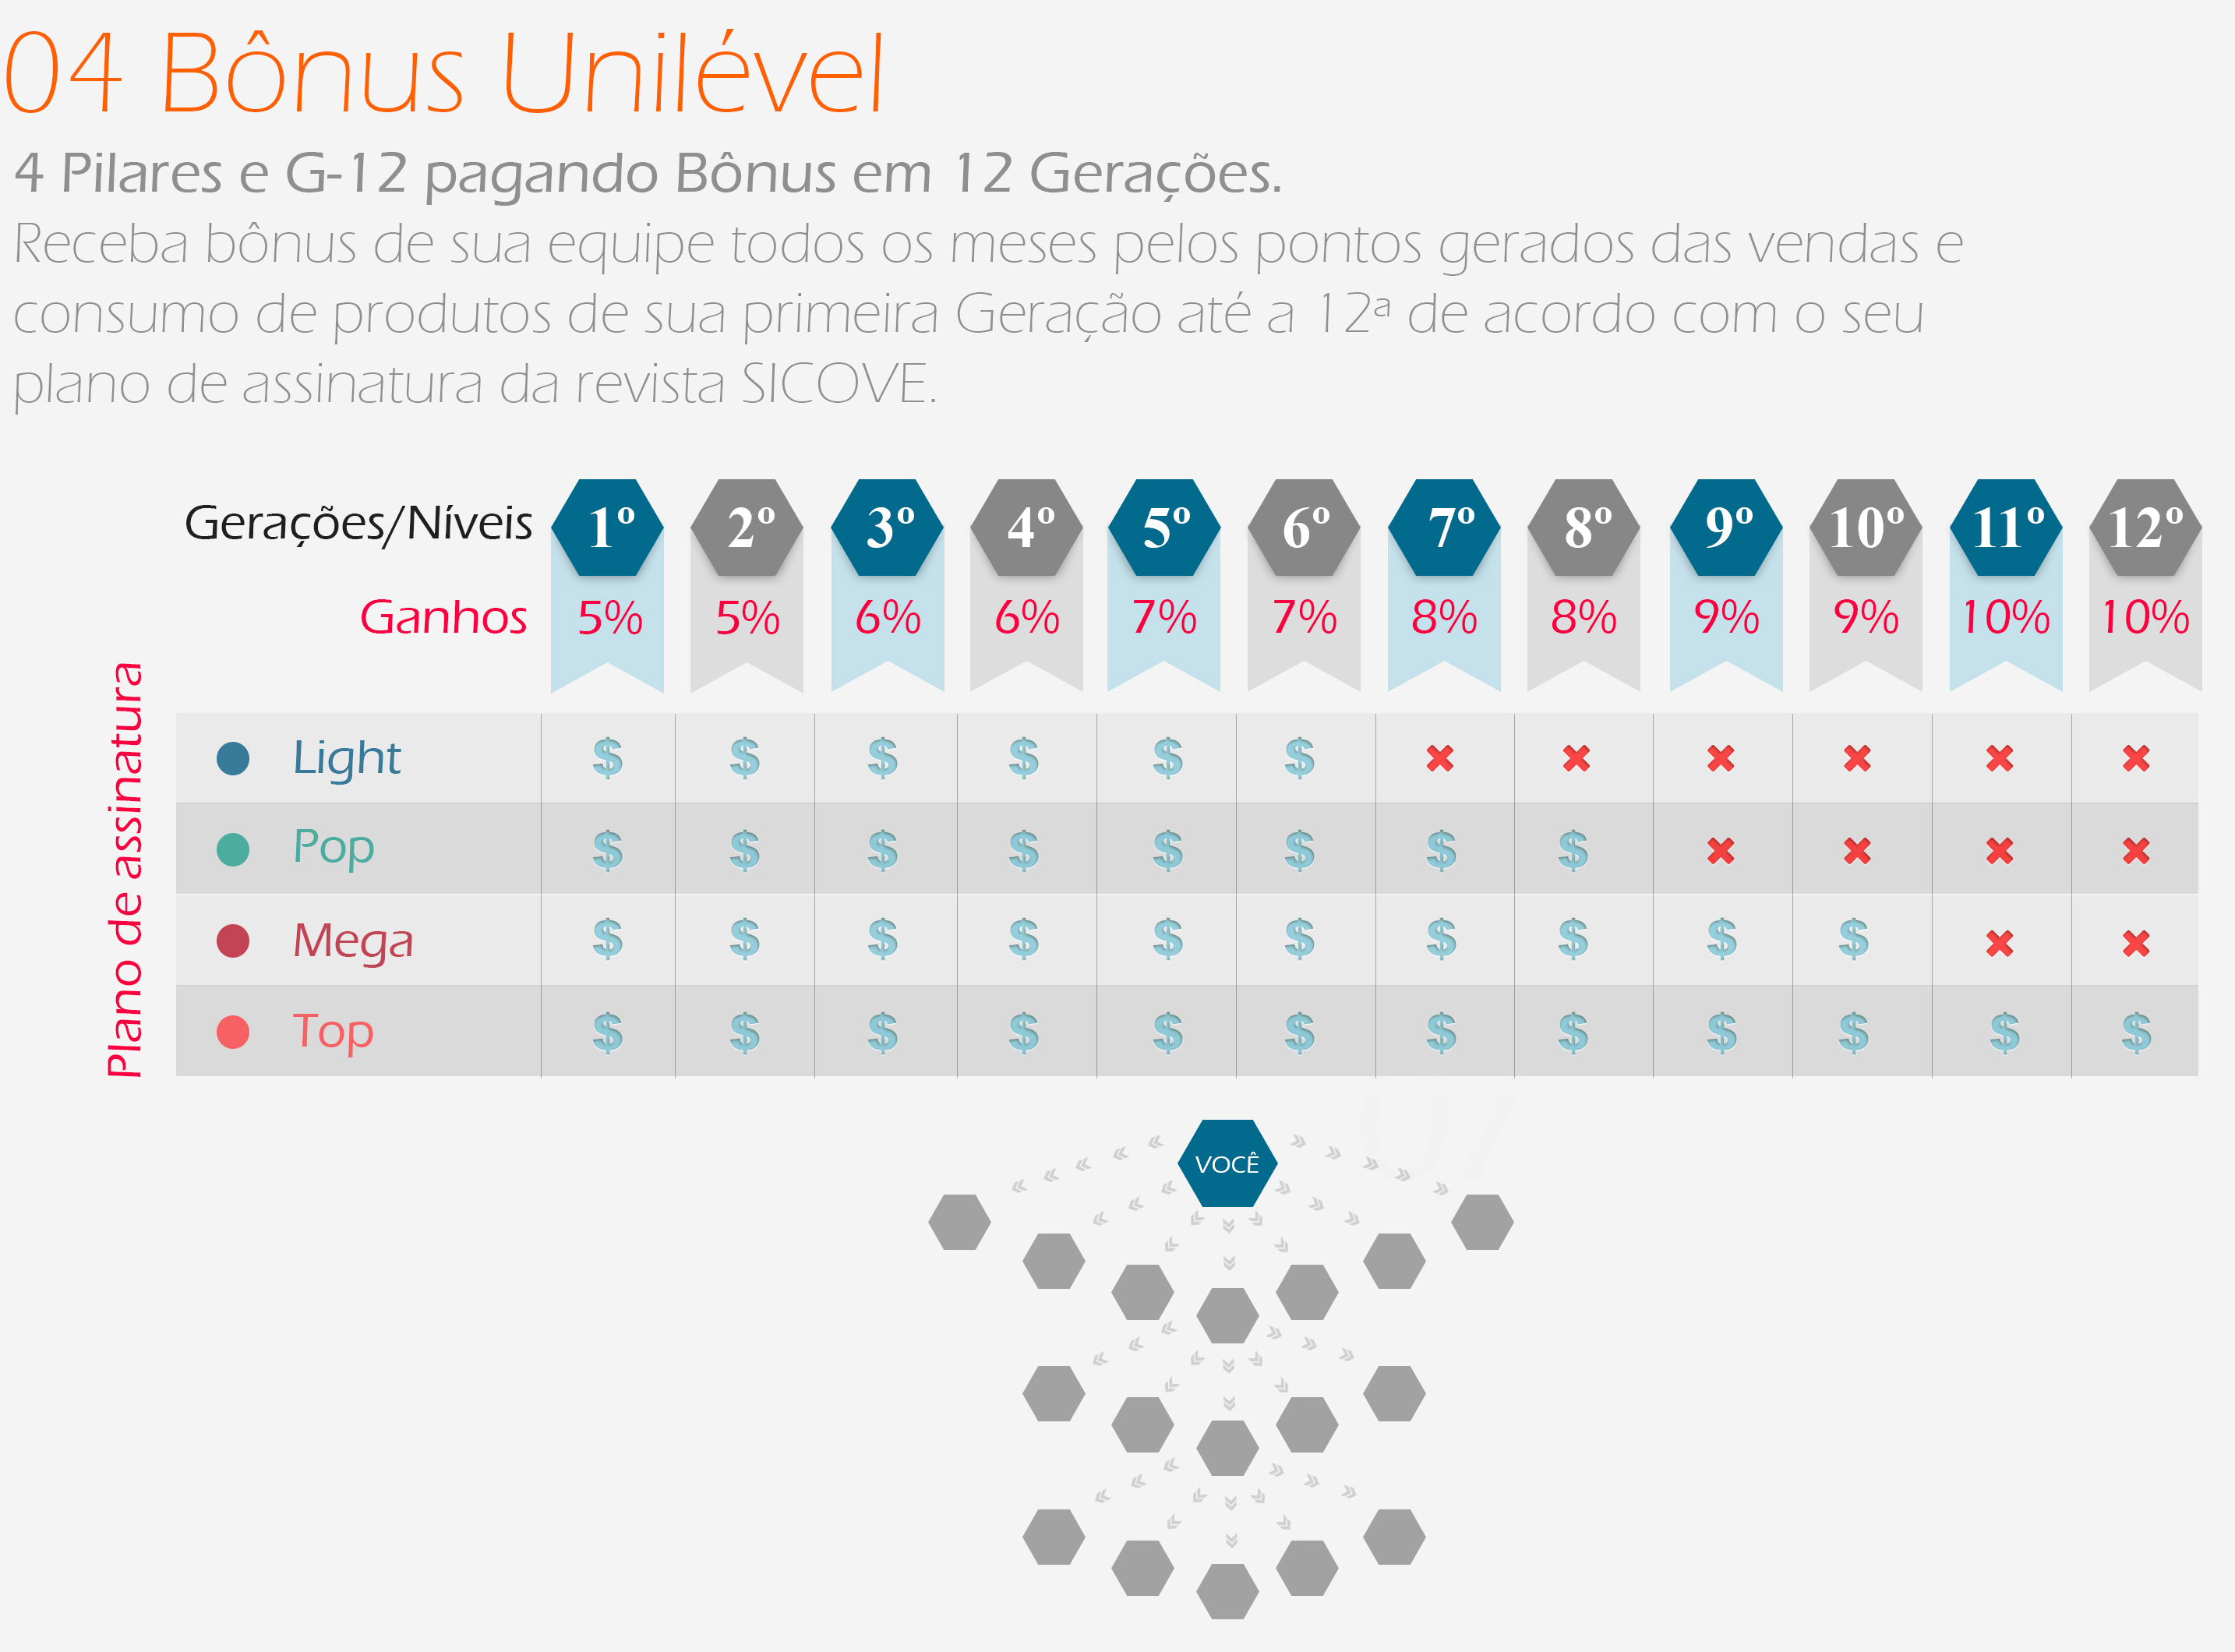 04 Bônus Unilével
4 Pilares e G-12 pagando Bônus em 12 Gerações.
Receba bônus de sua equipe todos os meses pelos pontos gerados das vendas e
consumo de produtos de sua primeira Geração até a 12ª de acordo com o seu
plano de assinatura da revista SICOVE.
Gerações/Níveis 1º 2º 3º 4º 5º 6º 7º 8º 9º 10º 11º 12º
Ganhos 5% 5% 6% 6% 7% 7% 8% 8% 9% 9% 10% 10%
Plano de assinatura
Light $ $ $ $ $ $
Pop $ $ $ $ $ $ $ $
Mega $ $ $ $ $ $ $ $ $ $
Top $ $ $ $ $ $ $ $ $ $ $ $
VOCÊ